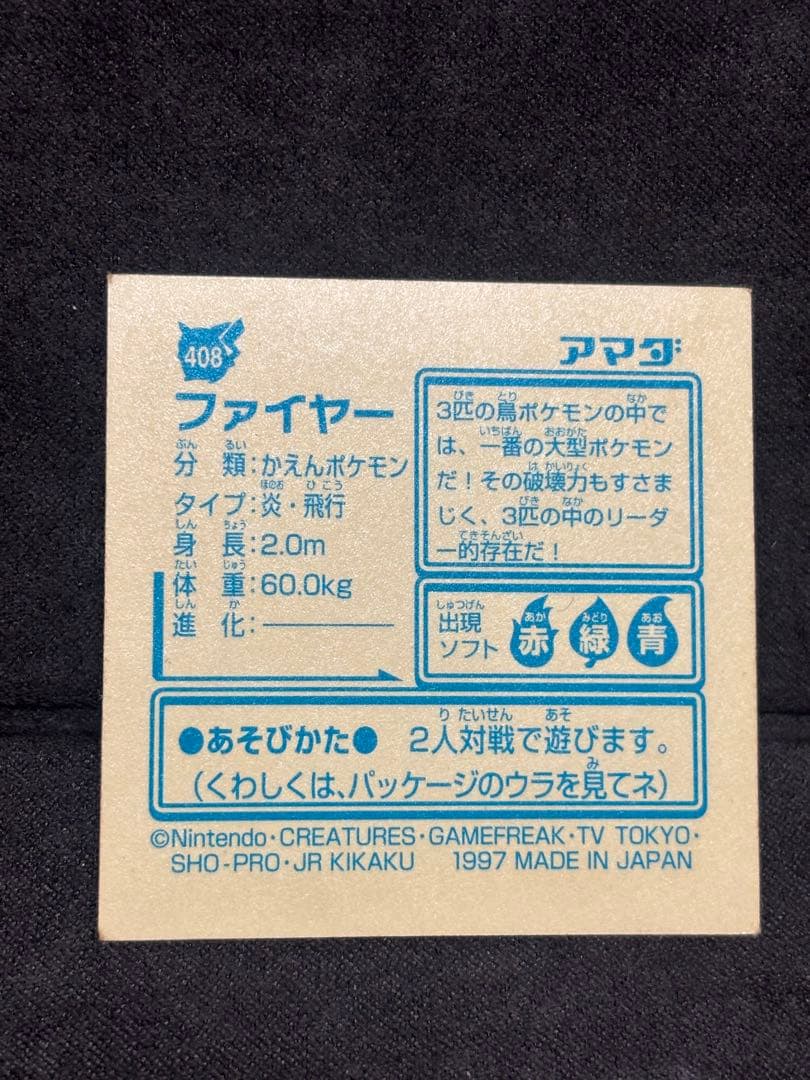 408
アマダ
ファイヤー
分類：かえんポケモン
タイプ：炎・飛行
身長：2.0m
体重：60.0kg
進化：————
3匹の鳥ポケモンの中で
は、一番の大型ポケモン
だ！その破壊力もすさま
じく、3匹の中のリーダ
ー的存在だ！
出現
ソフト
赤 緑 青
●あそびかた● 2人対戦で遊びます。
（くわしくは、パッケージのウラを見てネ）
©Nintendo・CREATURES・GAMEFREAK・TV TOKYO・
SHO-PRO・JR KIKAKU 1997 MADE IN JAPAN